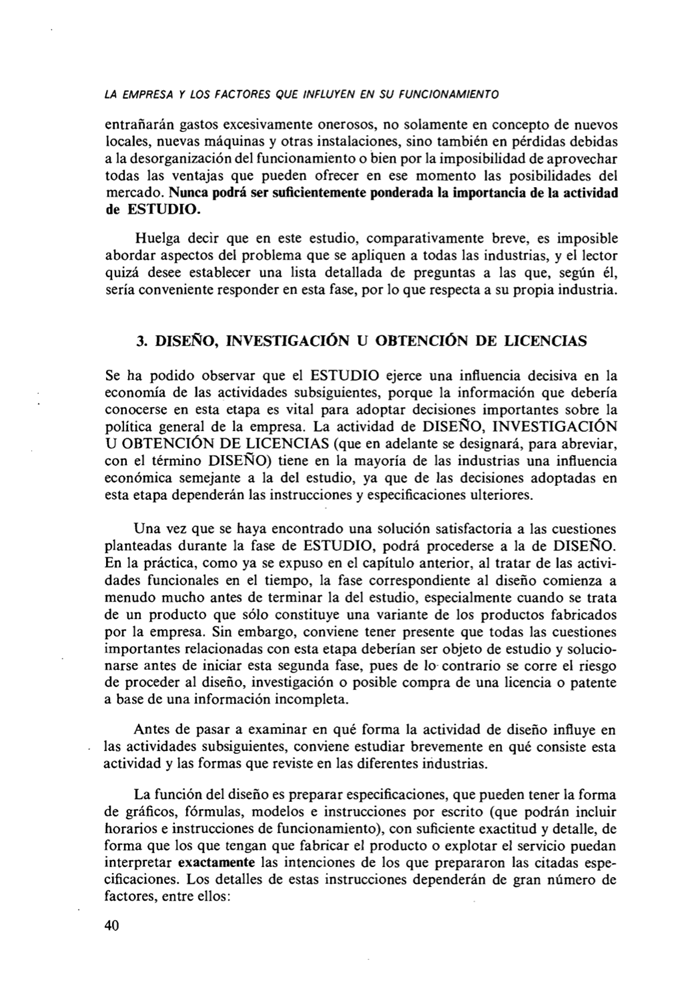 LA EMPRESA Y LOS FACTORES QUE INFLUYEN EN SU FUNCIONAMIENTO
entrañarán gastos excesivamente onerosos, no solamente en concepto de nuevos
locales, nuevas máquinas y otras instalaciones, sino también en pérdidas debidas
a la desorganización del funcionamiento o bien por la imposibilidad de aprovechar
todas las ventajas que pueden ofrecer en ese momento las posibilidades del
mercado. Nunca podrá ser suficientemente ponderada la importancia de la actividad
de ESTUDIO.
Huelga decir que en este estudio, comparativamente breve, es imposible
abordar aspectos del problema que se apliquen a todas las industrias, y el lector
quizá desee establecer una lista detallada de preguntas a las que, según él,
sería conveniente responder en esta fase, por lo que respecta a su propia industria.
3. DISEÑO, INVESTIGACIÓN U OBTENCIÓN DE LICENCIAS
Se ha podido observar que el ESTUDIO ejerce una influencia decisiva en la
economía de las actividades subsiguientes, porque la información que debería
conocerse en esta etapa es vital para adoptar decisiones importantes sobre la
política general de la empresa. La actividad de DISEÑO, INVESTIGACIÓN
U OBTENCIÓN DE LICENCIAS (que en adelante se designará, para abreviar,
con el término DISEÑO) tiene en la mayoría de las industrias una influencia
económica semejante a la del estudio, ya que de las decisiones adoptadas en
esta etapa dependerán las instrucciones y especificaciones ulteriores.
Una vez que se haya encontrado una solución satisfactoria a las cuestiones
planteadas durante la fase de ESTUDIO, podrá procederse a la de DISEÑO.
En la práctica, como ya se expuso en el capítulo anterior, al tratar de las activi-
dades funcionales en el tiempo, la fase correspondiente al diseño comienza a
menudo mucho antes de terminar la del estudio, especialmente cuando se trata
de un producto que sólo constituye una variante de los productos fabricados
por la empresa. Sin embargo, conviene tener presente que todas las cuestiones
importantes relacionadas con esta etapa deberían ser objeto de estudio y solucio-
narse antes de iniciar esta segunda fase, pues de lo contrario se corre el riesgo
de proceder al diseño, investigación o posible compra de una licencia o patente
a base de una información incompleta.
Antes de pasar a examinar en qué forma la actividad de diseño influye en
las actividades subsiguientes, conviene estudiar brevemente en qué consiste esta
actividad y las formas que reviste en las diferentes industrias.
La función del diseño es preparar especificaciones, que pueden tener la forma
de gráficos, fórmulas, modelos e instrucciones por escrito (que podrán incluir
horarios e instrucciones de funcionamiento), con suficiente exactitud y detalle, de
forma que los que tengan que fabricar el producto o explotar el servicio puedan
interpretar exactamente las intenciones de los que prepararon las citadas espe-
cificaciones. Los detalles de estas instrucciones dependerán de gran número de
factores, entre ellos:
40